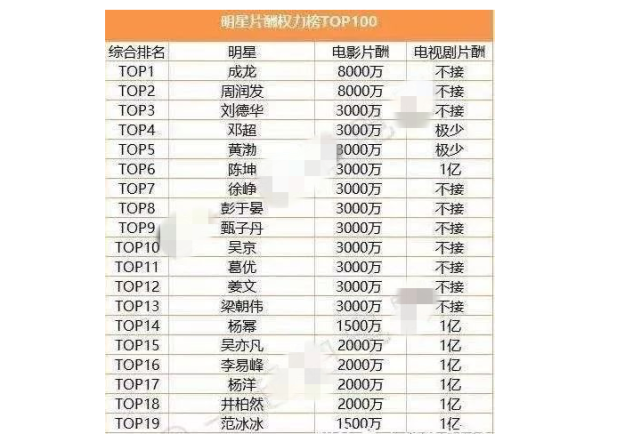 明星片酬权力榜TOP100
综合排名 明星 电影片酬 电视剧片酬
TOP1 成龙 8000万 不接
TOP2 周润发 8000万 不接
TOP3 刘德华 3000万 不接
TOP4 邓超 3000万 极少
TOP5 黄渤 3000万 极少
TOP6 陈坤 3000万 1亿
TOP7 徐峥 3000万 不接
TOP8 彭于晏 3000万 不接
TOP9 甄子丹 3000万 不接
TOP10 吴京 3000万 不接
TOP11 葛优 3000万 不接
TOP12 姜文 3000万 不接
TOP13 梁朝伟 3000万 不接
TOP14 杨幂 1500万 1亿
TOP15 吴亦凡 2000万 1亿
TOP16 李易峰 2000万 1亿
TOP17 杨洋 2000万 1亿
TOP18 井柏然 2000万 1亿
TOP19 范冰冰 1500万 1亿